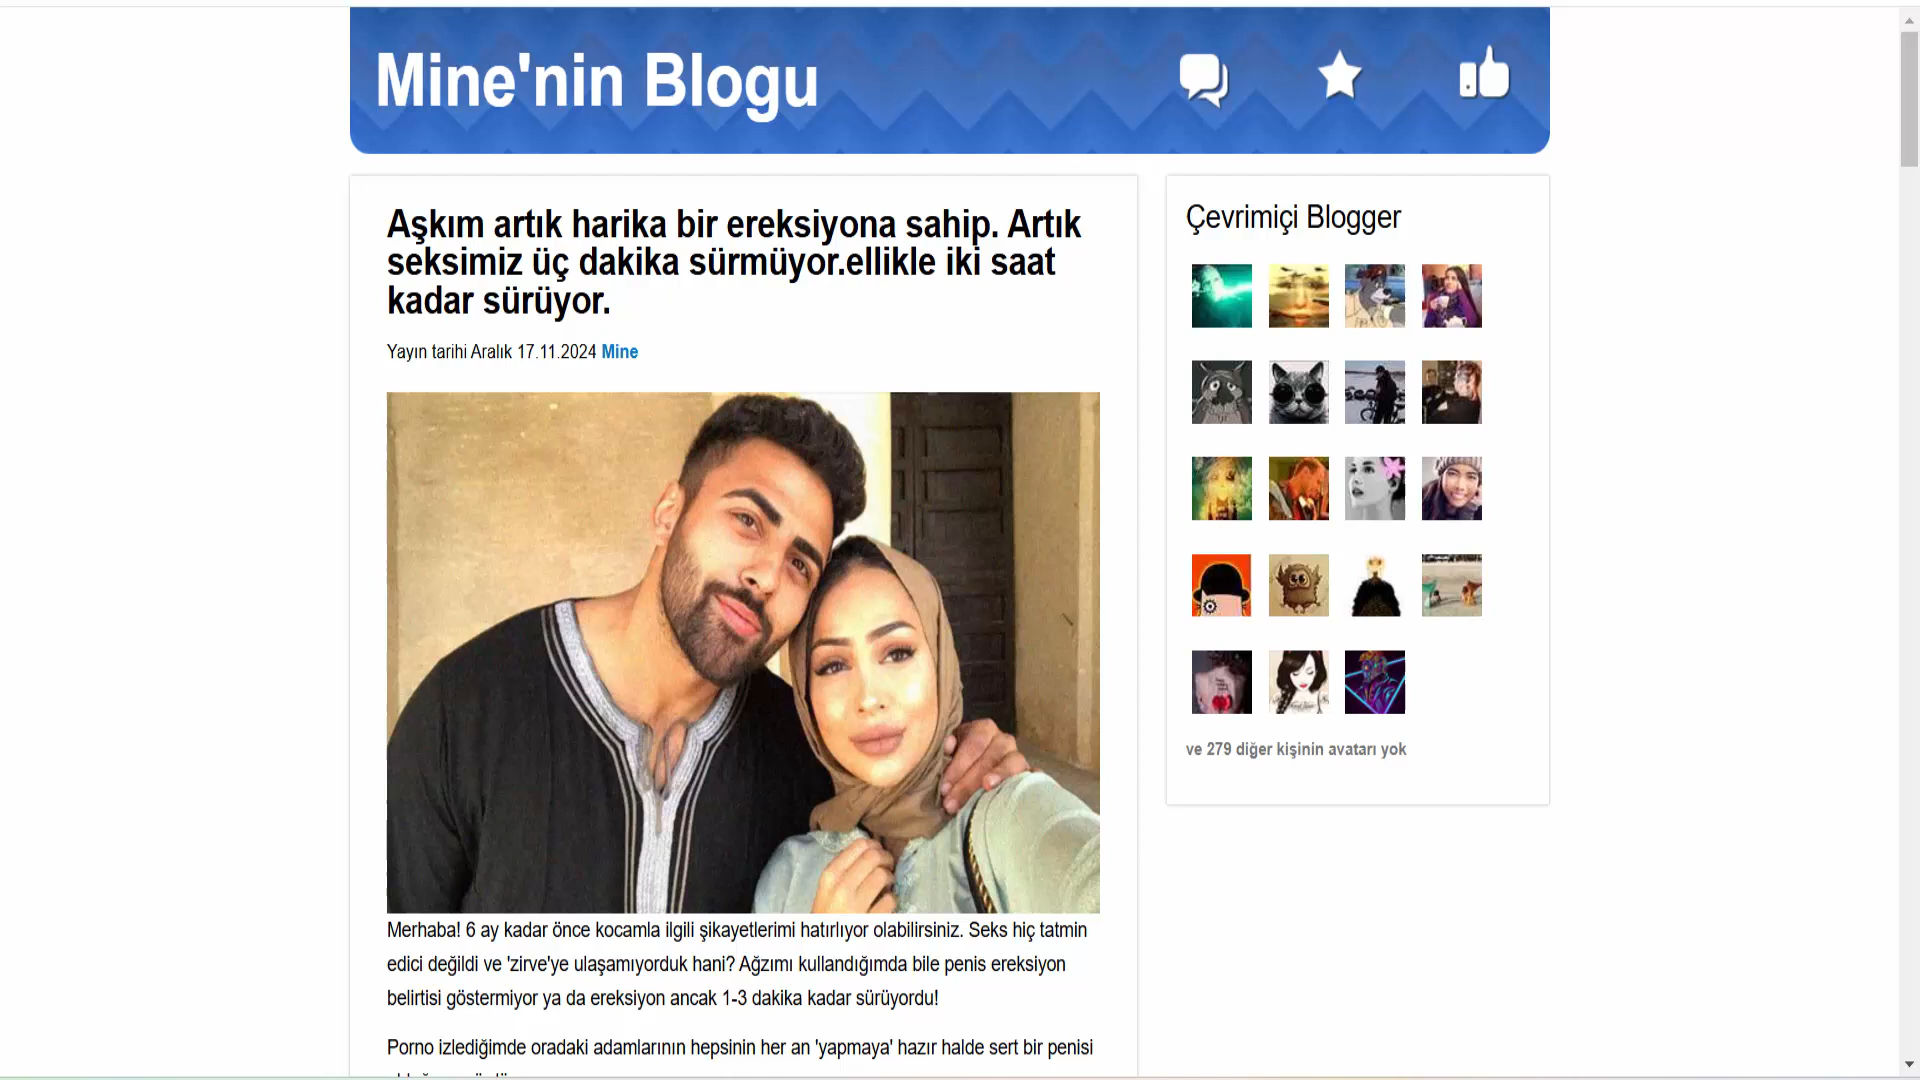 Mine'nin Blogu
Aşkım artık harika bir ereksiyona sahip. Artık
seksimiz üç dakika sürmüyor.ellikle iki saat
kadar sürüyor.
Yayın tarihi Aralık 17.11.2024 Mine
Merhaba! 6 ay kadar önce kocamla ilgili şikayetlerimi hatırlıyor olabilirsiniz. Seks hiç tatmin
edici değildi ve 'zirve'ye ulaşamıyorduk hani? Ağzımı kullandığımda bile penis ereksiyon
belirtisi göstermiyor ya da ereksiyon ancak 1-3 dakika kadar sürüyordu!
Porno izlediğimde oradaki adamlarının hepsinin her an 'yapmaya' hazır halde sert bir penisi
Çevrimiçi Blogger
ve 279 diğer kişinin avatarı yok